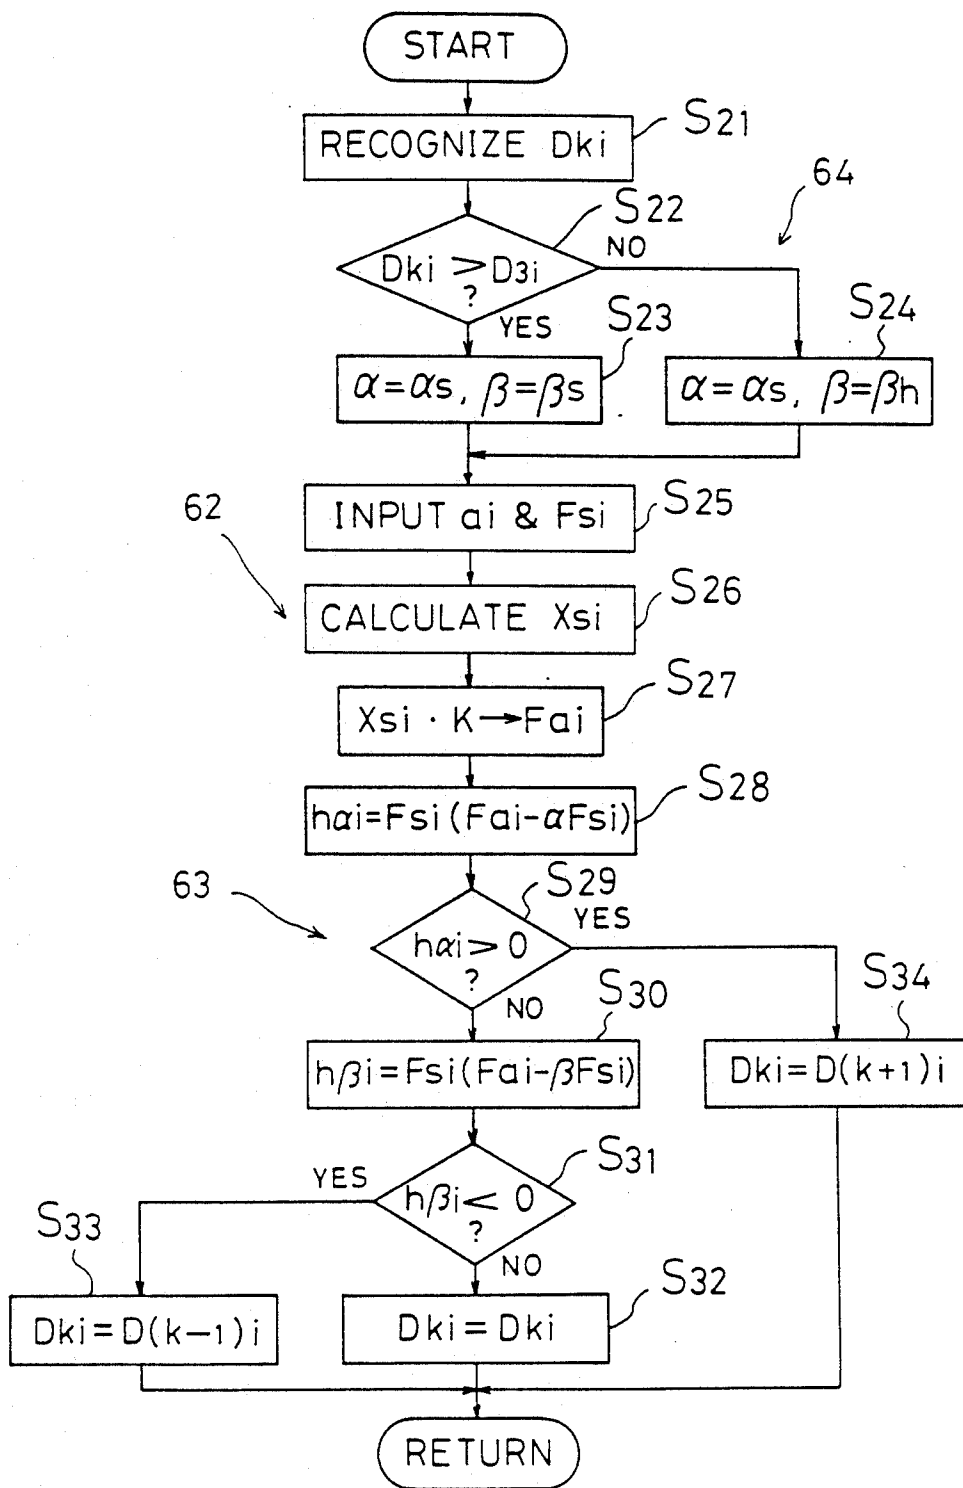 START
S21
RECOGNIZE Dki
64
S22
NO
Dki > D3i
?
YES
S23
S24
α=αs, β=βs
α=αs, β=βh
62
INPUT ai & Fsi
S25
CALCULATE Xsi
S26
S27
Xsi · K→Fai
S28
hαi=Fsi(Fai-αFsi)
63
S29
YES
hαi > 0
?
NO
S30
S34
hβi=Fsi(Fai-βFsi)
Dki=D(k+1)i
S31
YES
hβi < 0
?
NO
S33
S32
Dki=D(k-1)i
Dki=Dki
RETURN